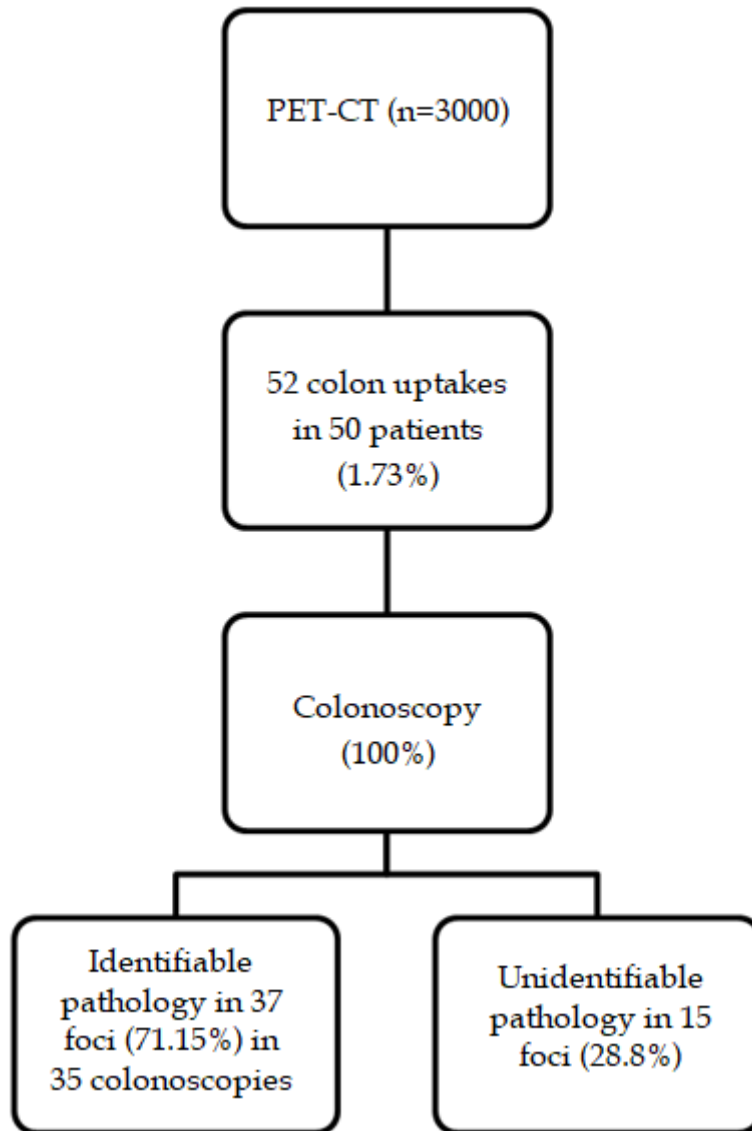 PET-CT (n=3000)
52 colon uptakes
in 50 patients
(1.73%)
Colonoscopy
(100%)
Identifiable
pathology in 37
foci (71.15%) in
35 colonoscopies
Unidentifiable
pathology in 15
foci (28.8%)